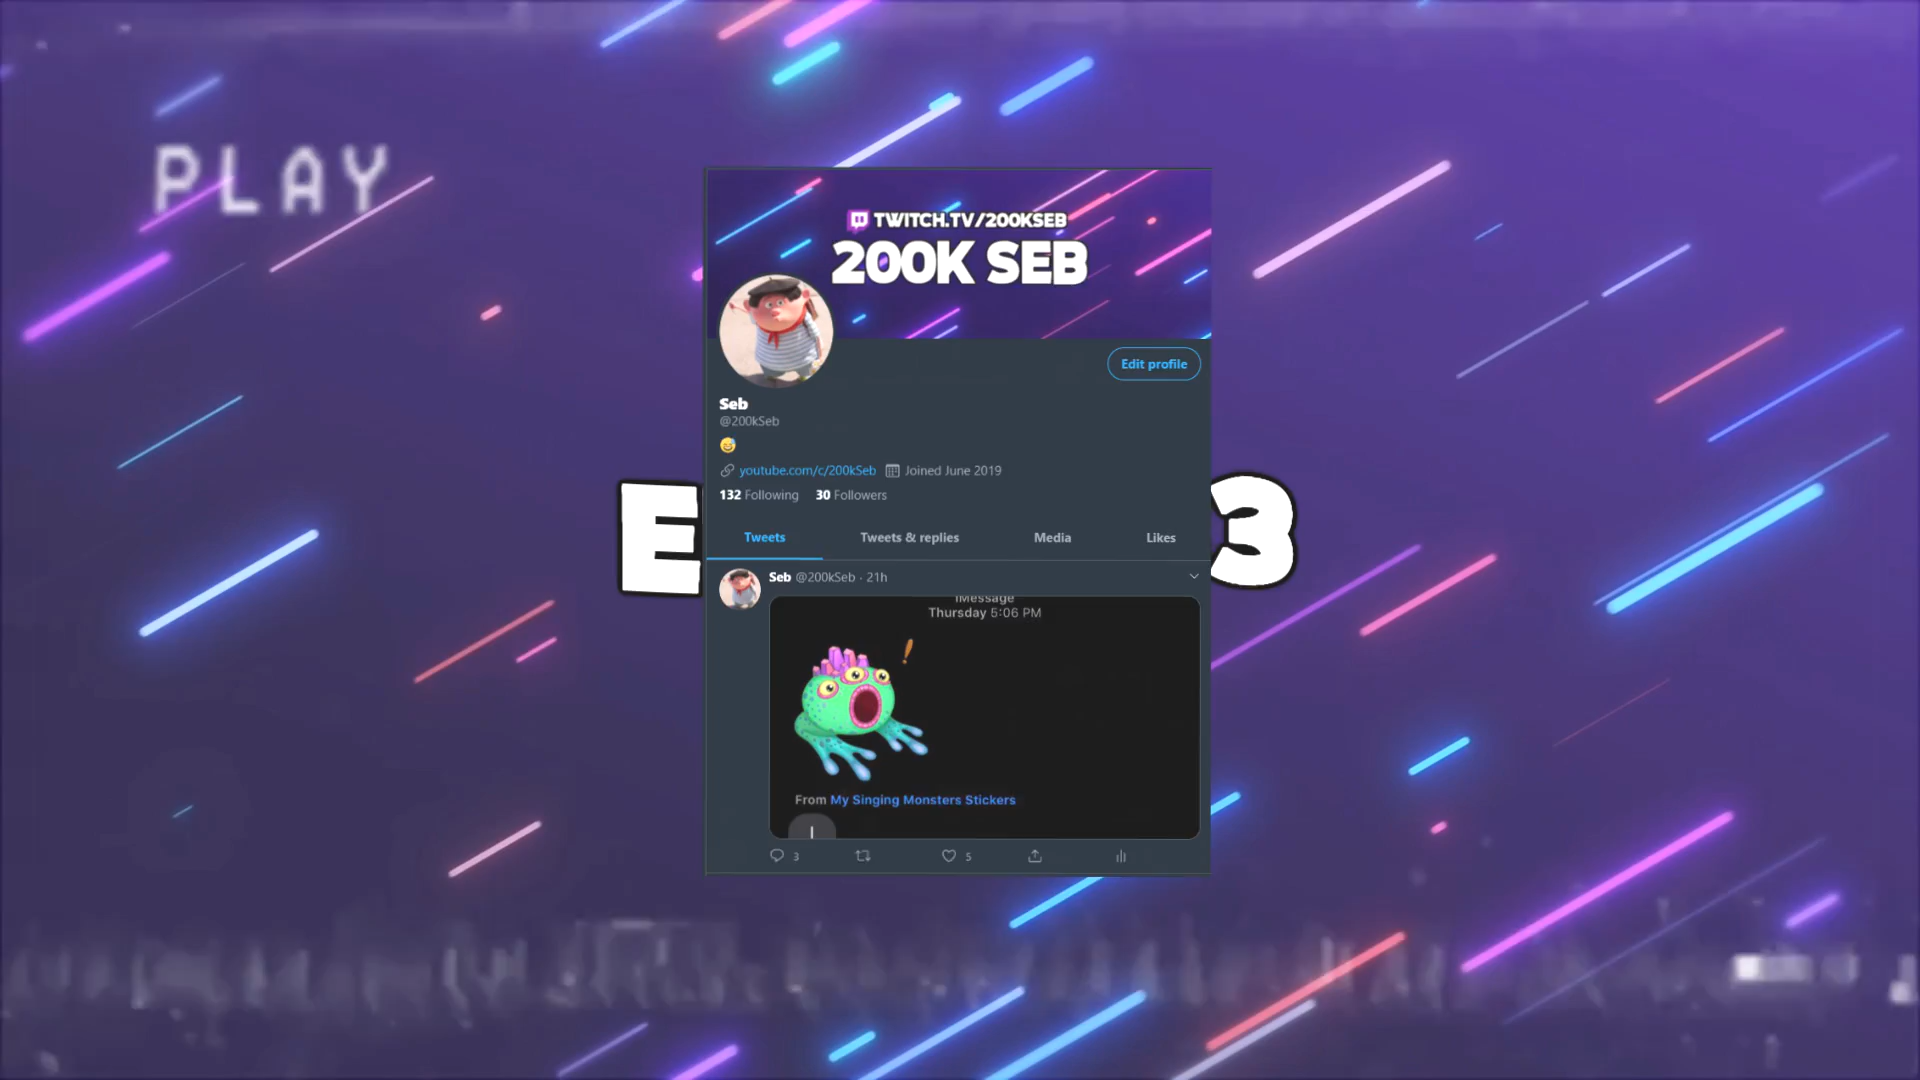 PLAY
TWITCH.TV/200KSEB
200K SEB
Edit profile
Seb
@200kSeb
youtube.com/c/200kSeb Joined June 2019
132 Following 30 Followers
E
3
Tweets Tweets & replies Media Likes
Seb @200kSeb · 21h
iMessage
Thursday 5:06 PM
!
From My Singing Monsters Stickers
3 5